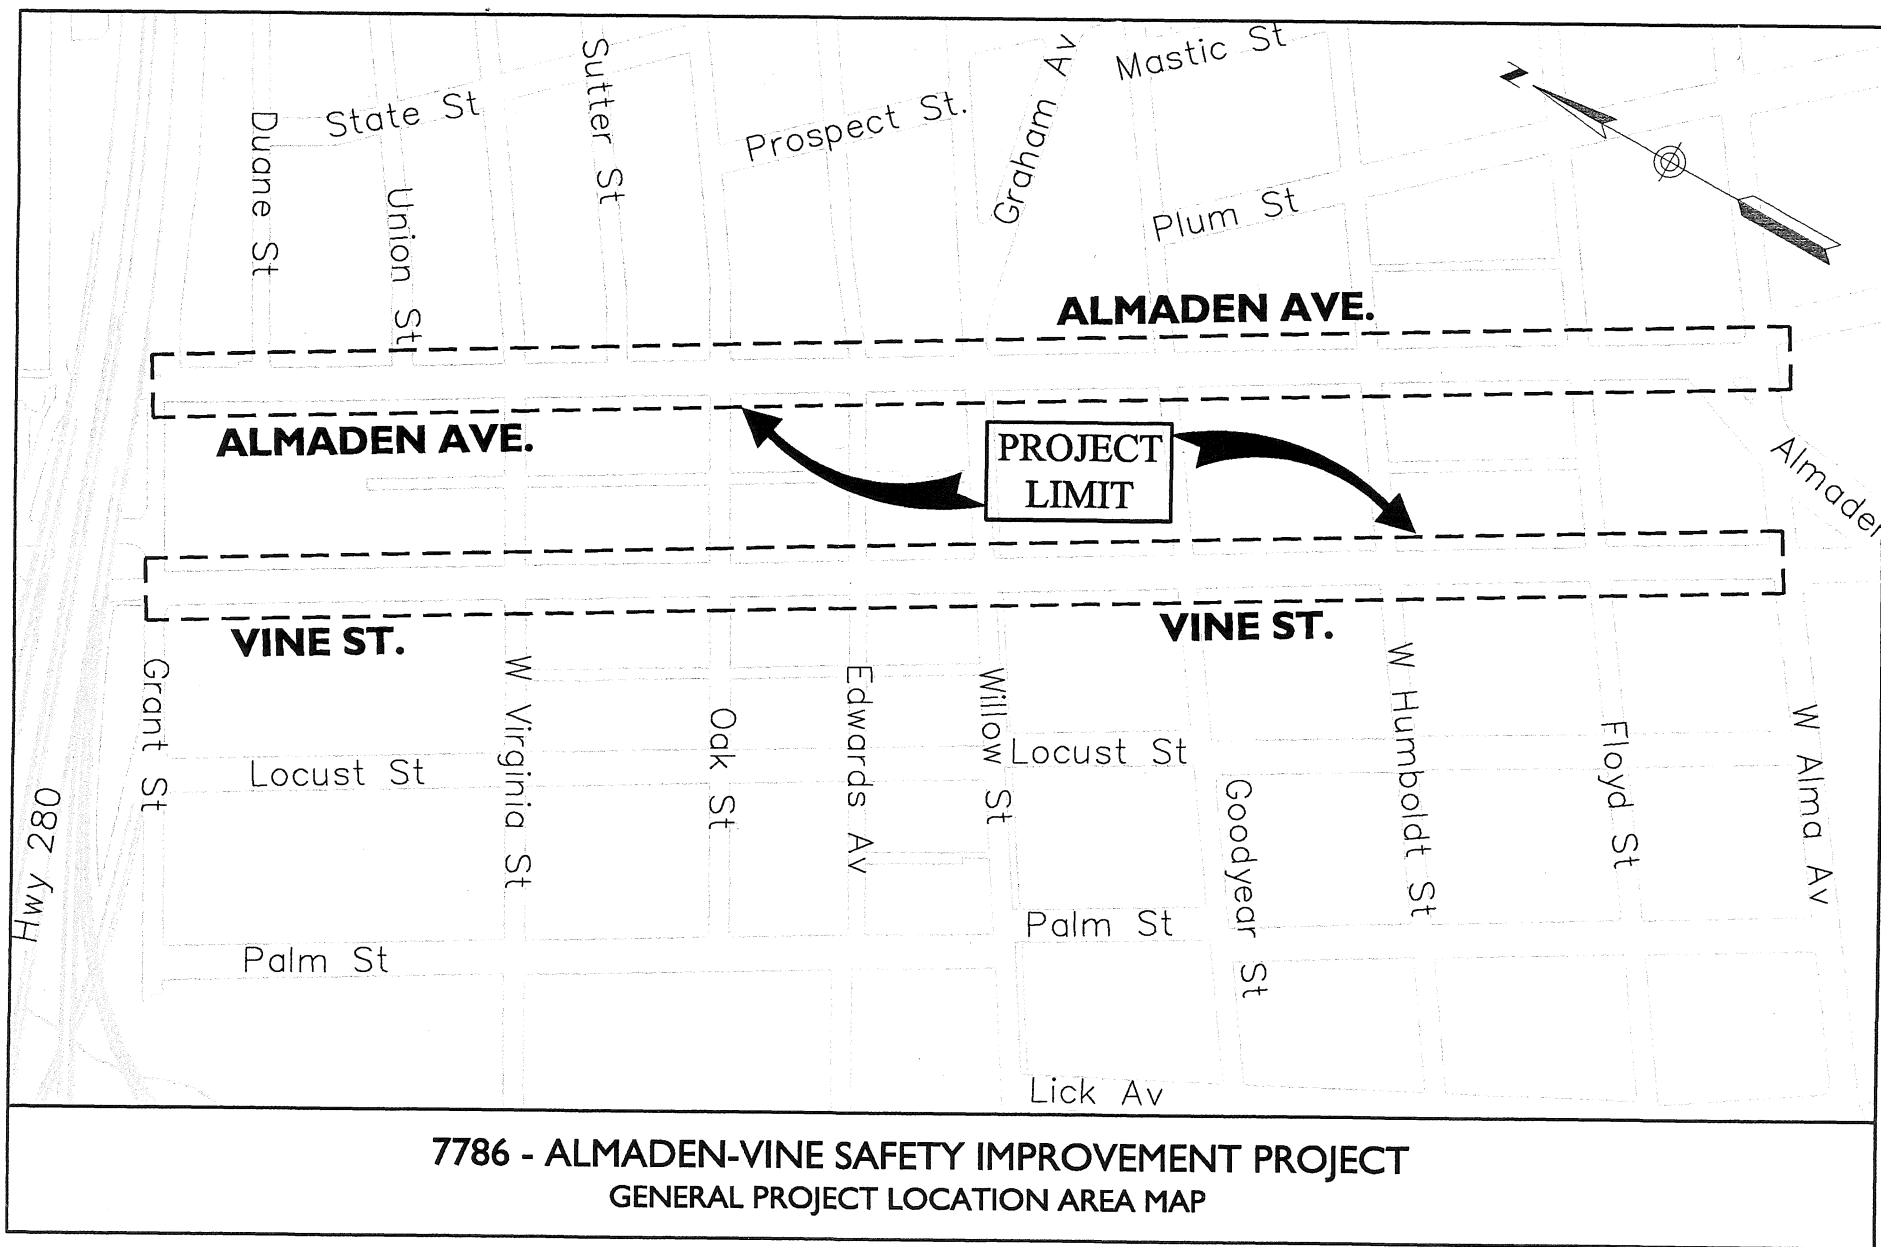 Mastic St
Sutter St
Graham Av
N
State St
Prospect St.
Duane St
Union St
Plum St
ALMADEN AVE.
ALMADEN AVE.
PROJECT
LIMIT
Almaden
VINE ST.
VINE ST.
Grant St
W Virginia St
Oak St
Edwards Av
Willow St
Locust St
Locust St
Goodyear St
W Humboldt St
Floyd St
W Alma Av
Hwy 280
Palm St
Palm St
Lick Av
7786 - ALMADEN-VINE SAFETY IMPROVEMENT PROJECT
GENERAL PROJECT LOCATION AREA MAP